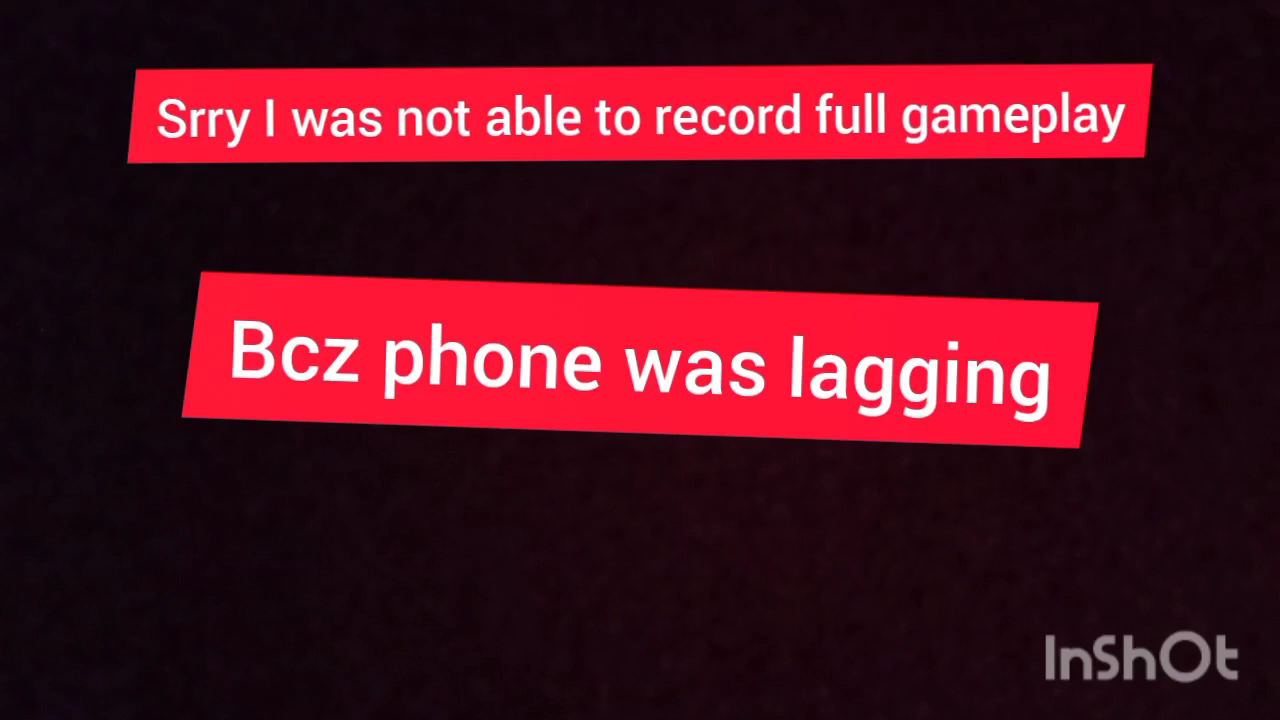 Srry I was not able to record full gameplay
Bcz phone was lagging
InShOt